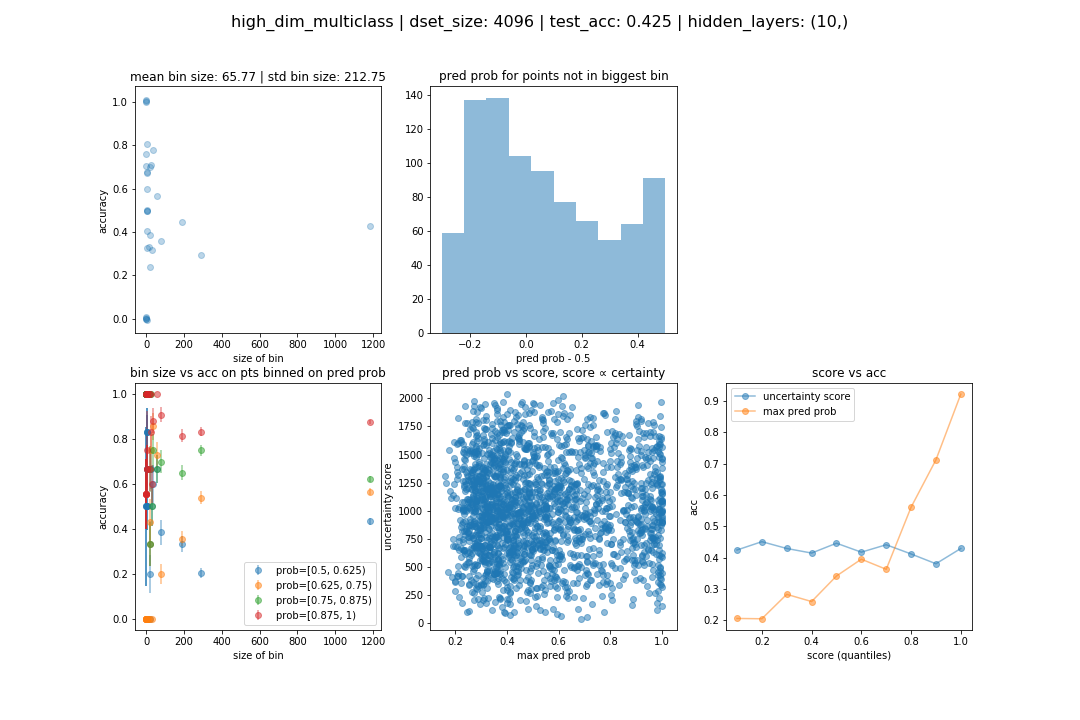 high_dim_multiclass | dset_size: 4096 | test_acc: 0.425 | hidden_layers: (10,)
mean bin size: 65.77 | std bin size: 212.75
1.0
0.8
0.6
0.4
0.2
0.0
accuracy
0 200 400 600 800 1000 1200
size of bin
pred prob for points not in biggest bin
140
120
100
80
60
40
20
0
−0.2 0.0 0.2 0.4
pred prob - 0.5
bin size vs acc on pts binned on pred prob
1.0
0.8
0.6
0.4
0.2
0.0
accuracy
prob=[0.5, 0.625)
prob=[0.625, 0.75)
prob=[0.75, 0.875)
prob=[0.875, 1)
0 200 400 600 800 1000 1200
size of bin
pred prob vs score, score ∝ certainty
2000
1750
1500
1250
1000
750
500
250
0
uncertainty score
0.2 0.4 0.6 0.8 1.0
max pred prob
score vs acc
uncertainty score
max pred prob
0.9
0.8
0.7
0.6
0.5
0.4
0.3
0.2
acc
0.2 0.4 0.6 0.8 1.0
score (quantiles)